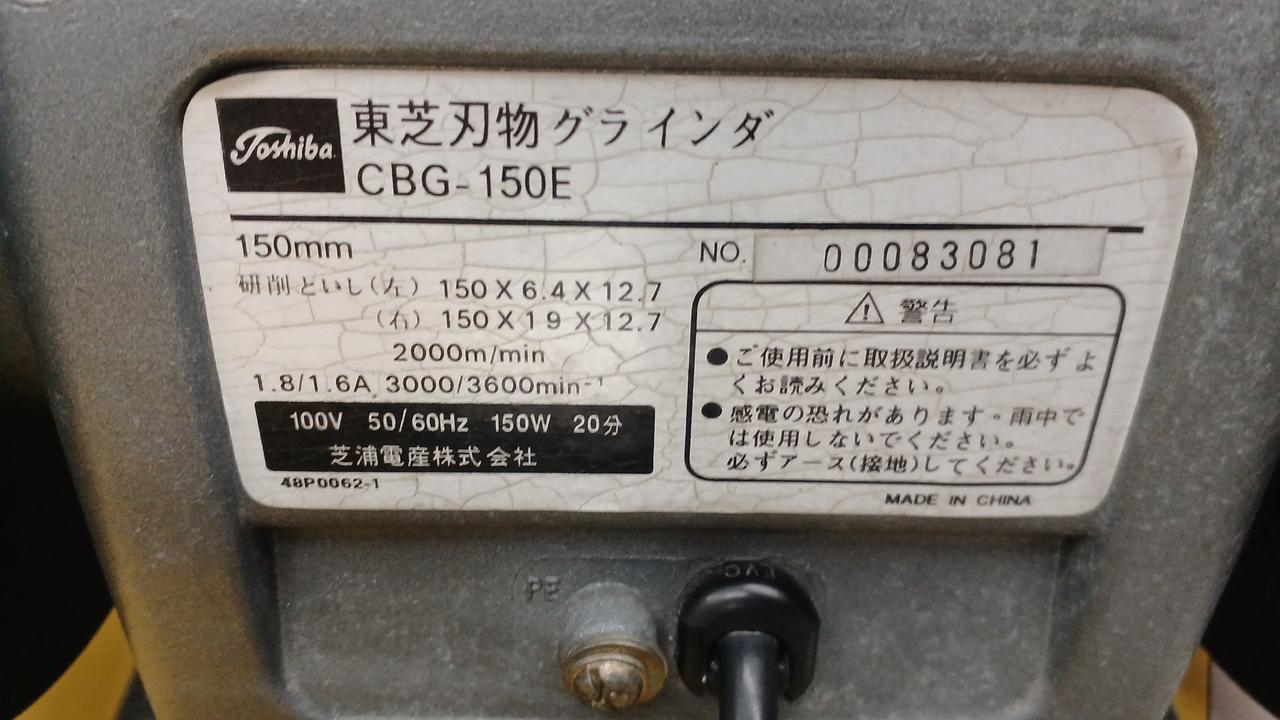 Toshiba
東芝刃物グラインダ
CBG-150E
150mm
NO. 00083081
研削といし(左) 150X6.4X12.7
(右) 150X19X12.7
2000m/min
1.8/1.6A 3000/3600min⁻¹
100V 50/60Hz 150W 20分
芝浦電産株式会社
48P0062-1
⚠ 警告
●ご使用前に取扱説明書を必ずよ
くお読みください。
●感電の恐れがあります。雨中で
は使用しないでください。
必ずアース(接地)してください。
MADE IN CHINA
PE